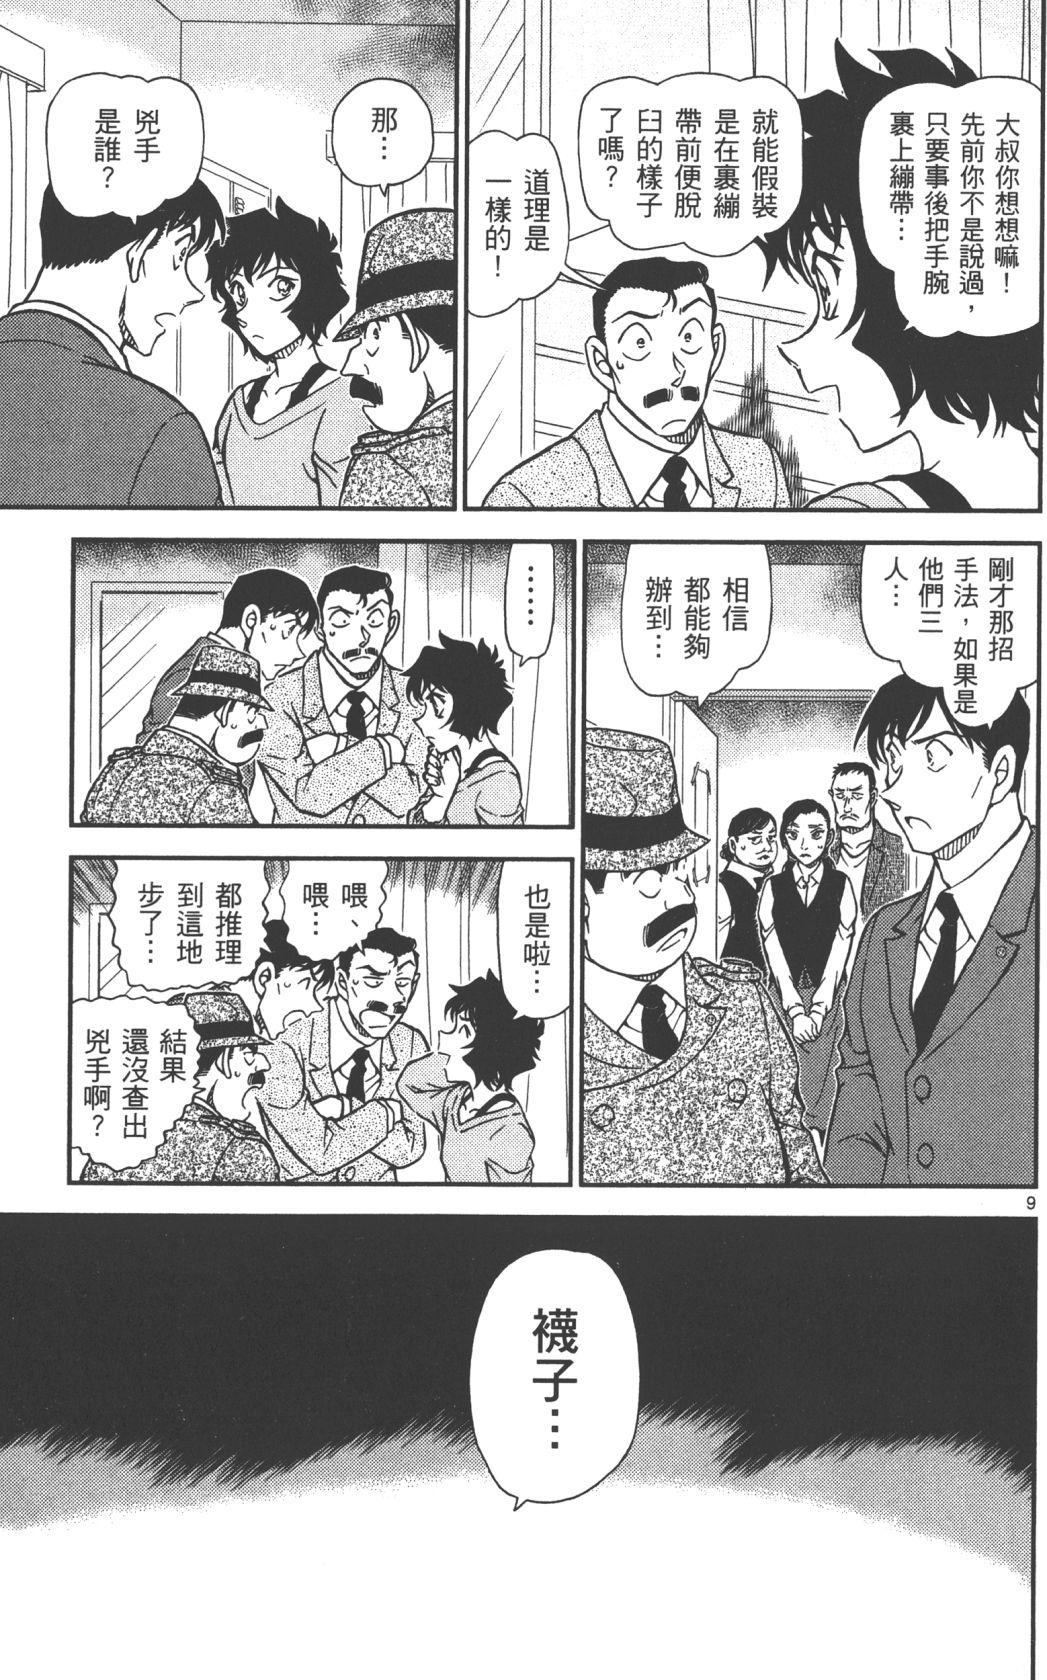 大叔你想想嘛！
先前你不是說過，
只要事後把手腕
裹上繃帶…
就能假裝
是在裹繃
帶前便脫
臼的樣子
了嗎？
道理是
一樣的！
那…
兇手
是誰？
剛才那招
手法，如果是
他們三
人…
相信
都能夠
辦到…
……
也是啦…
喂、
喂…
都推理
到這地
步了…
結果
還沒查出
兇手啊？
9
襪子…